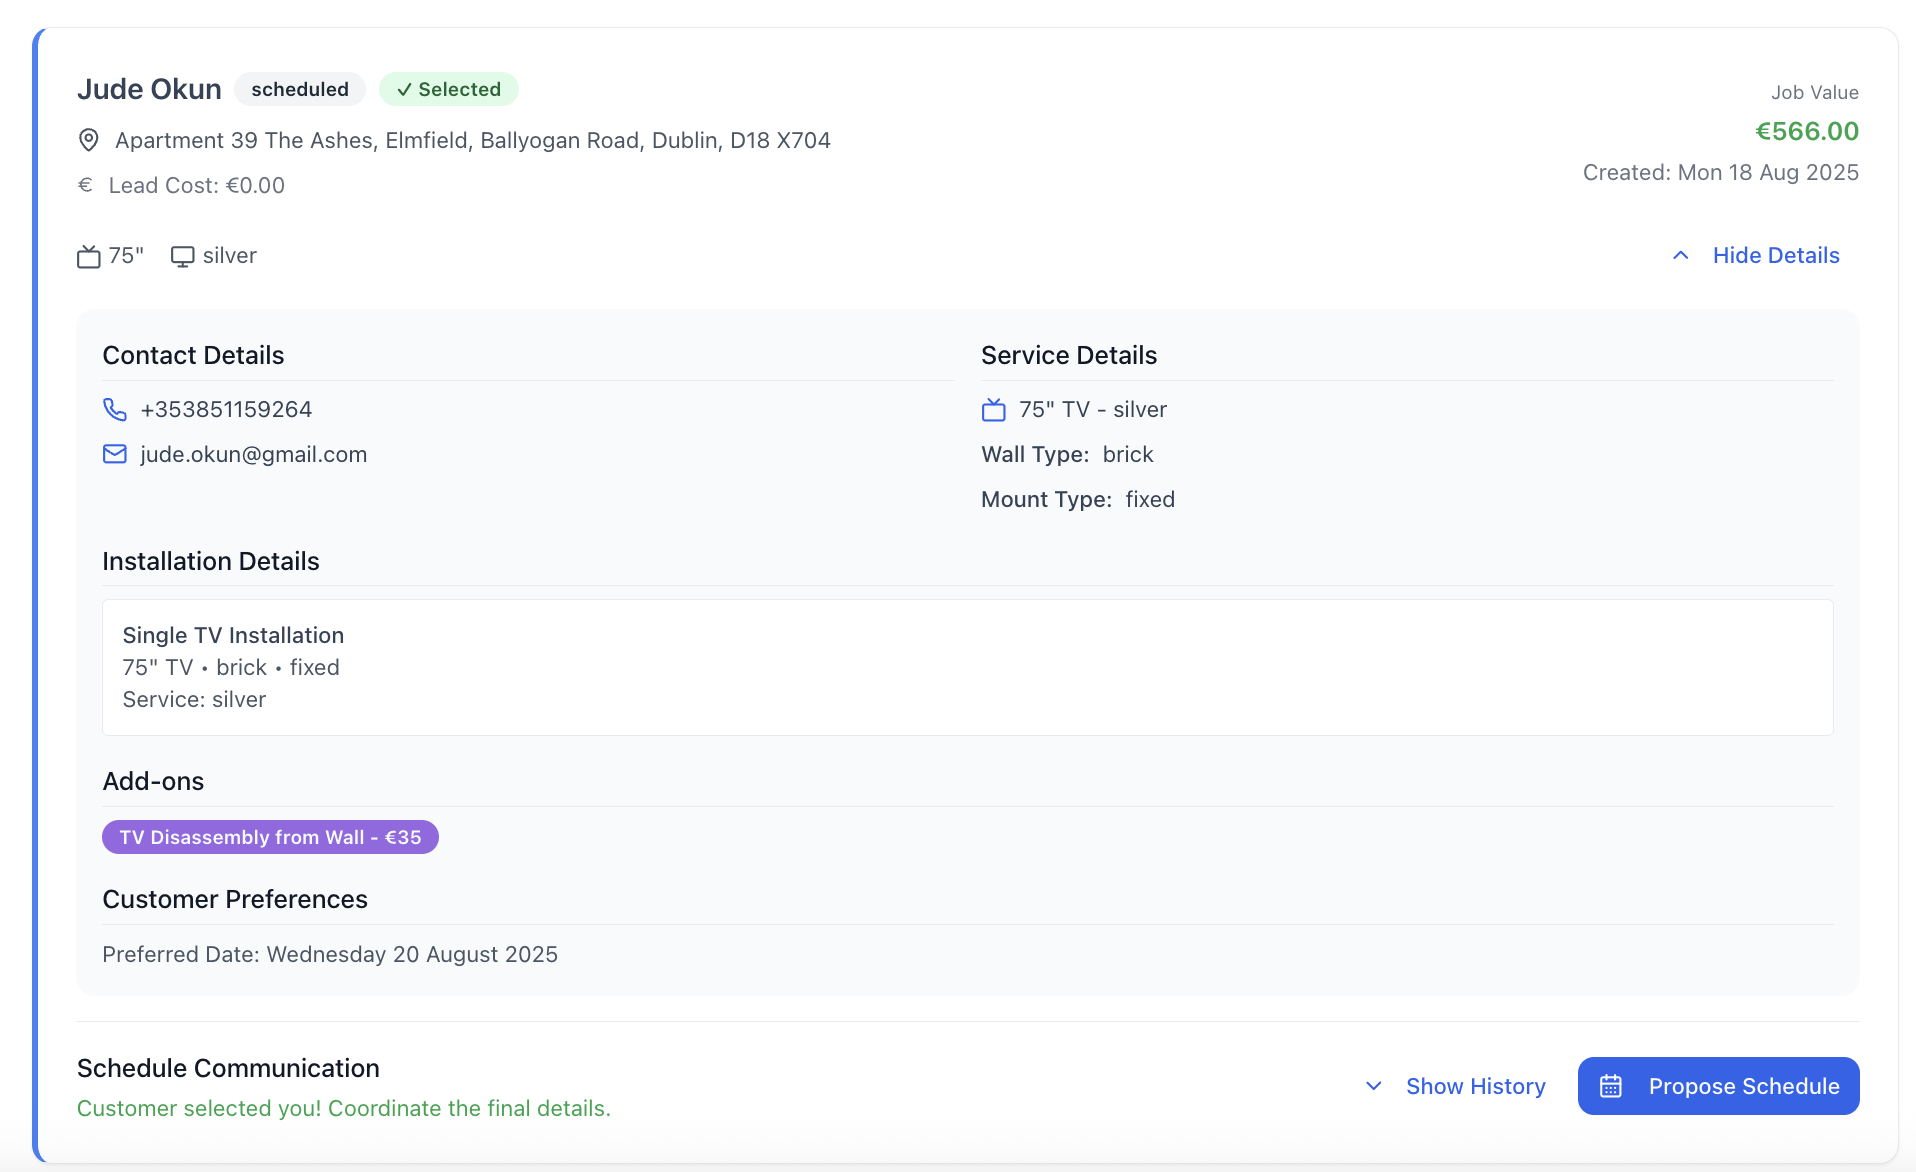 Jude Okun scheduled ✓ Selected
Apartment 39 The Ashes, Elmfield, Ballyogan Road, Dublin, D18 X704
€ Lead Cost: €0.00
Job Value
€566.00
Created: Mon 18 Aug 2025
75" silver
Hide Details
Contact Details
+353851159264
jude.okun@gmail.com
Service Details
75" TV - silver
Wall Type: brick
Mount Type: fixed
Installation Details
Single TV Installation
75" TV • brick • fixed
Service: silver
Add-ons
TV Disassembly from Wall - €35
Customer Preferences
Preferred Date: Wednesday 20 August 2025
Schedule Communication
Customer selected you! Coordinate the final details.
Show History
Propose Schedule